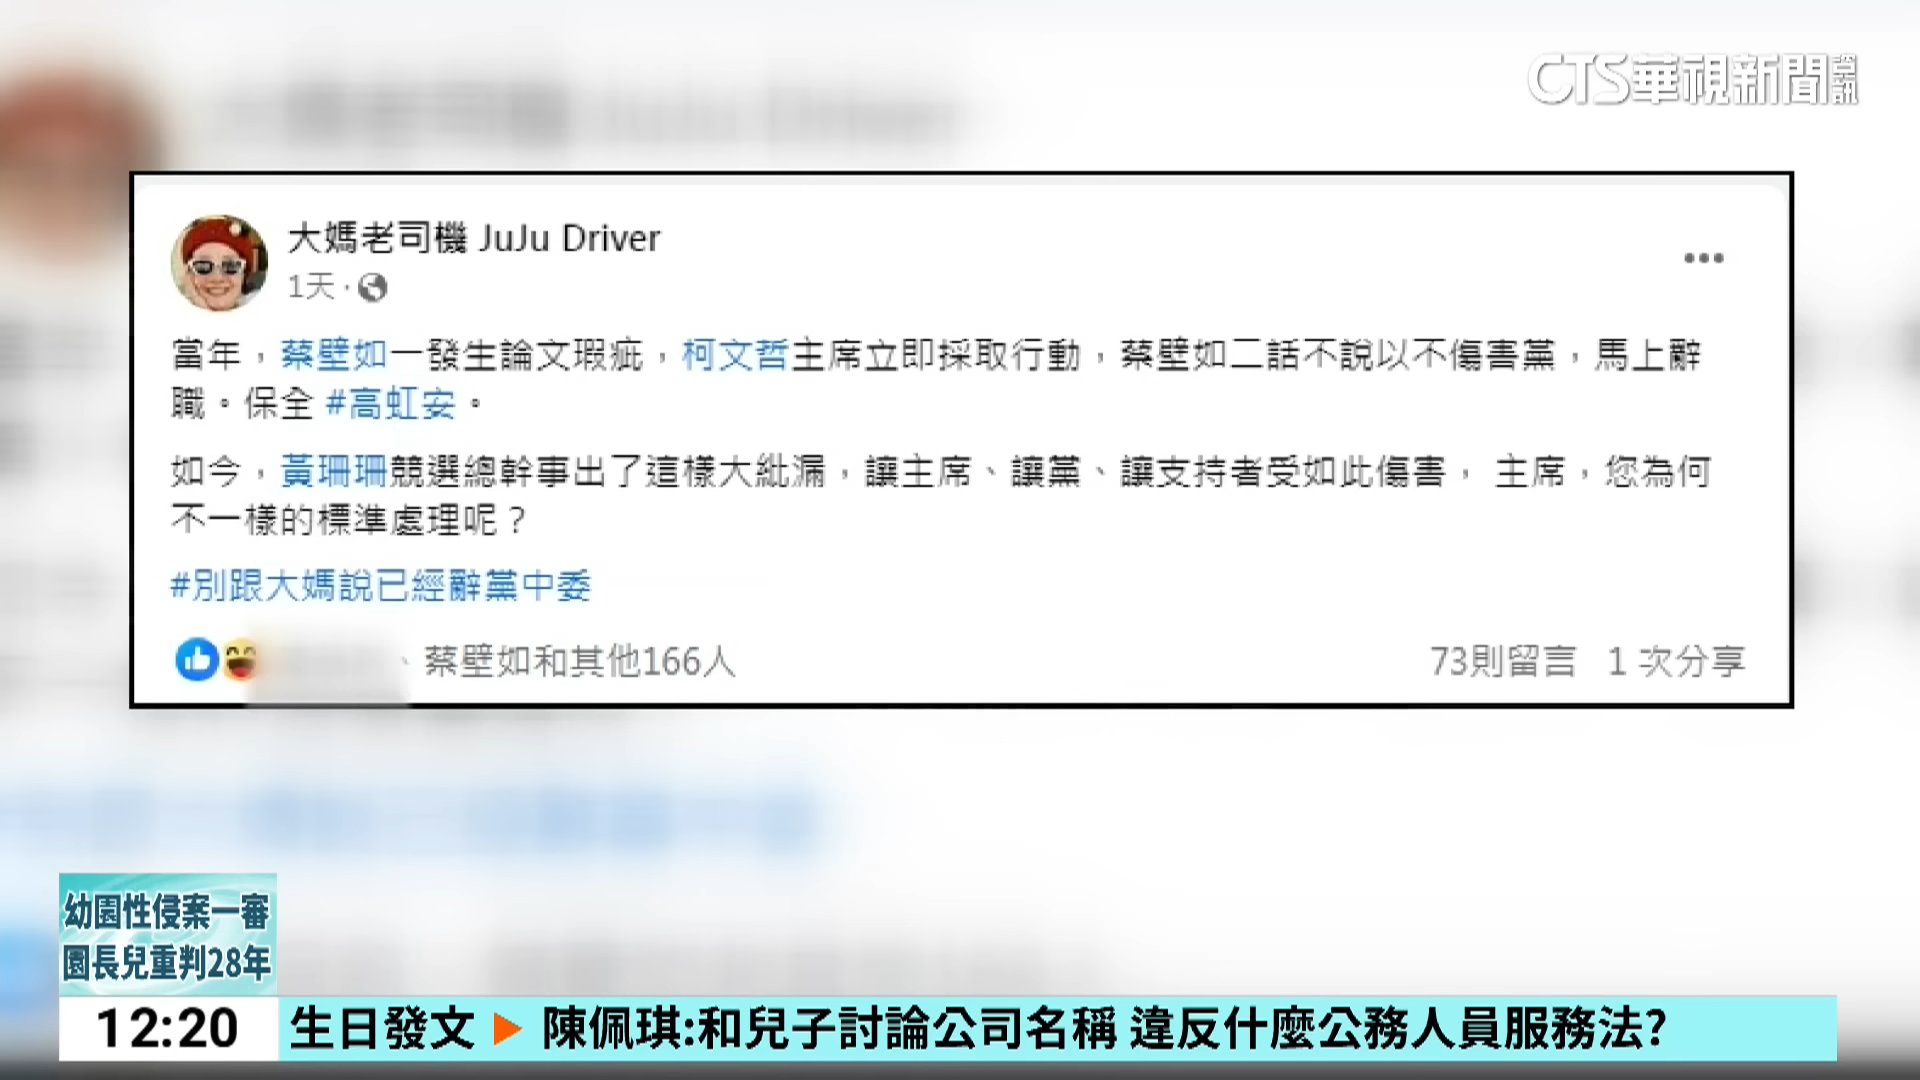 CTS華視新聞資訊
大媽老司機 JuJu Driver
1天·
當年，蔡壁如一發生論文瑕疵，柯文哲主席立即採取行動，蔡壁如二話不說以不傷害黨，馬上辭
職。保全 #高虹安。
如今，黃珊珊競選總幹事出了這樣大紕漏，讓主席、讓黨、讓支持者受如此傷害， 主席，您為何
不一樣的標準處理呢？
#別跟大媽說已經辭黨中委
、蔡壁如和其他166人
73則留言 1 次分享
幼園性侵案一審
園長兒重判28年
12:20 生日發文▶陳佩琪:和兒子討論公司名稱 違反什麼公務人員服務法?